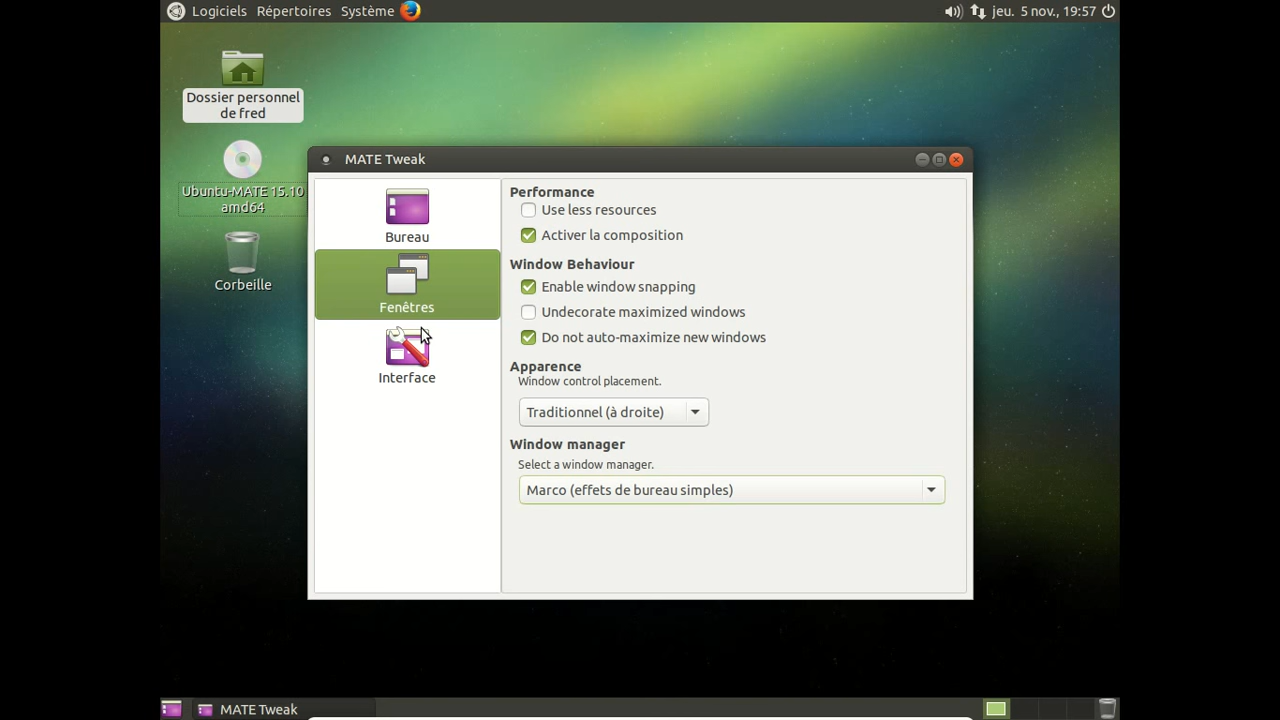 Logiciels Répertoires Système jeu. 5 nov., 19:57
Dossier personnel
de fred
Ubuntu-MATE 15.10
amd64
Corbeille
MATE Tweak
Bureau
Fenêtres
Interface
Performance
Use less resources
Activer la composition
Window Behaviour
Enable window snapping
Undecorate maximized windows
Do not auto-maximize new windows
Apparence
Window control placement.
Traditionnel (à droite)
Window manager
Select a window manager.
Marco (effets de bureau simples)
MATE Tweak